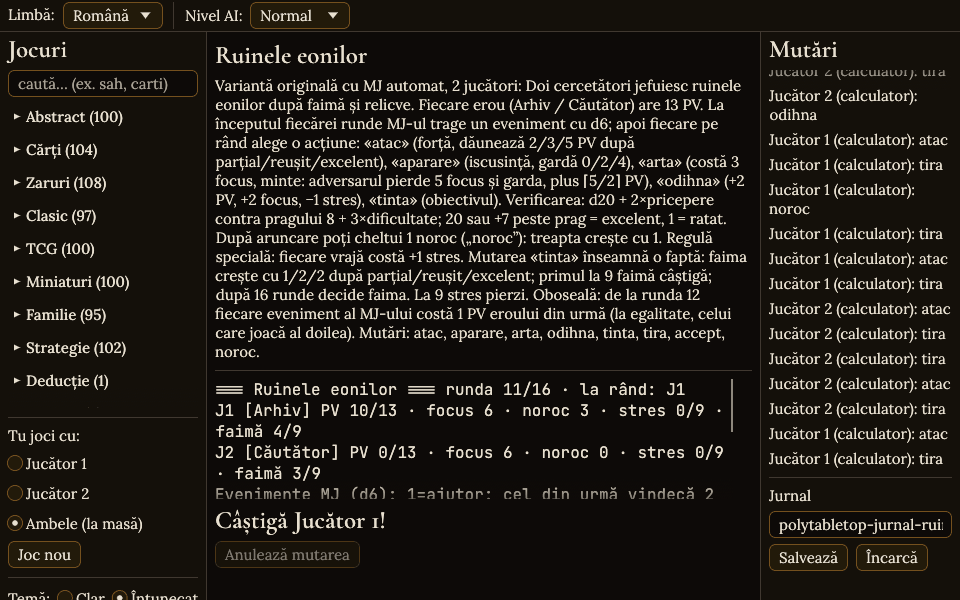 Limbă:
Română
Nivel AI:
Normal
Jocuri
caută... (ex. sah, carti)
Abstract (100)
Cărți (104)
Zaruri (108)
Clasic (97)
TCG (100)
Miniaturi (100)
Familie (95)
Strategie (102)
Deducție (1)
Tu joci cu:
Jucător 1
Jucător 2
Ambele (la masă)
Joc nou
Temă:
Clar
Întunecat
Ruinele eonilor
Variantă originală cu MJ automat, 2 jucători: Doi cercetători jefuiesc ruinele
eonilor după faimă și relicve. Fiecare erou (Arhiv / Căutător) are 13 PV. La
începutul fiecărei runde MJ-ul trage un eveniment cu d6; apoi fiecare pe
rând alege o acțiune: «atac» (forță, dăunează 2/3/5 PV după
parțial/reușit/excelent), «aparare» (iscusință, gardă 0/2/4), «arta» (costă 3
focus, minte: adversarul pierde 5 focus și garda, plus ⌈5/2⌉ PV), «odihna» (+2
PV, +2 focus, −1 stres), «tinta» (obiectivul). Verificarea: d20 + 2×pricepere
contra pragului 8 + 3×dificultate; 20 sau +7 peste prag = excelent, 1 = ratat.
După aruncare poți cheltui 1 noroc („noroc”): treapta crește cu 1. Regulă
specială: fiecare vrajă costă +1 stres. Mutarea «tinta» înseamnă o faptă: faima
crește cu 1/2/2 după parțial/reușit/excelent; primul la 9 faimă câștigă;
după 16 runde decide faima. La 9 stres pierzi. Oboseală: de la runda 12
fiecare eveniment al MJ-ului costă 1 PV eroului din urmă (la egalitate, celui
care joacă al doilea). Mutări: atac, aparare, arta, odihna, tinta, tira, accept,
noroc.
═══ Ruinele eonilor ═══ runda 11/16 · la rând: J1
J1 [Arhiv] PV 10/13 · focus 6 · noroc 3 · stres 0/9 ·
faimă 4/9
J2 [Căutător] PV 0/13 · focus 6 · noroc 0 · stres 0/9
· faimă 3/9
Evenimente MJ (d6): 1=ajutor: cel din urmă vindecă 2
Câștigă Jucător 1!
Anulează mutarea
Mutări
Jucător 2 (calculator): tira
Jucător 2 (calculator):
odihna
Jucător 1 (calculator): atac
Jucător 1 (calculator): tira
Jucător 1 (calculator):
noroc
Jucător 1 (calculator): tira
Jucător 1 (calculator): atac
Jucător 1 (calculator): tira
Jucător 2 (calculator): atac
Jucător 2 (calculator): tira
Jucător 2 (calculator): tira
Jucător 2 (calculator): atac
Jucător 2 (calculator): tira
Jucător 1 (calculator): atac
Jucător 1 (calculator): tira
Jurnal
polytabletop-jurnal-rui
Salvează
Încarcă